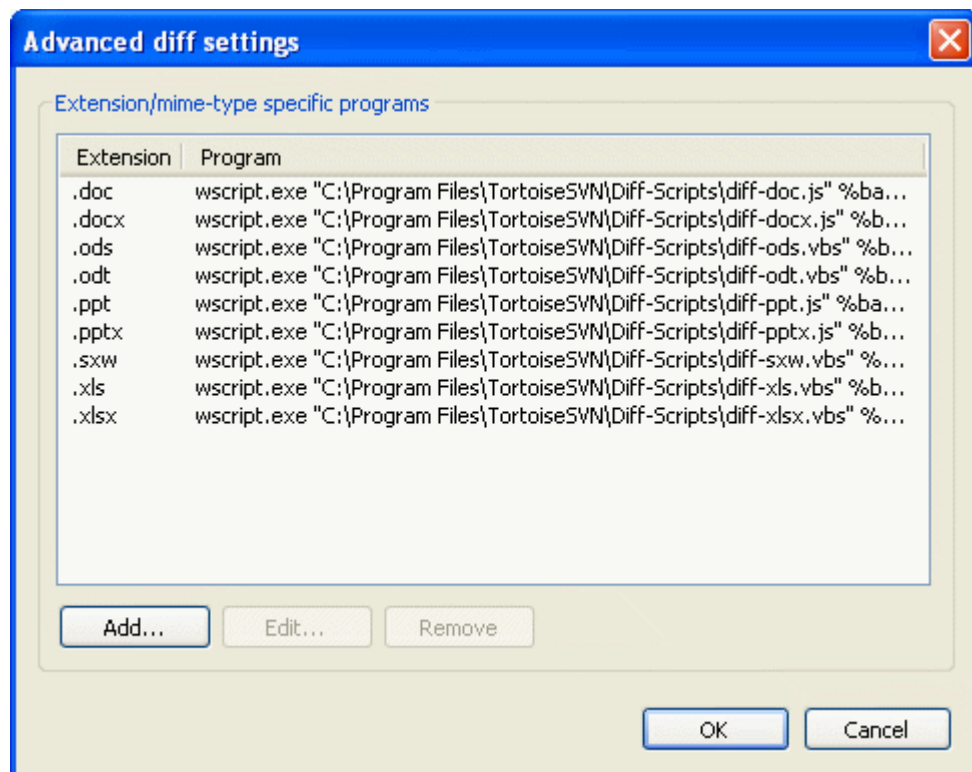 Advanced diff settings
Extension/mime-type specific programs
Extension Program
.doc wscript.exe "C:\Program Files\TortoiseSVN\Diff-Scripts\diff-doc.js" %ba...
.docx wscript.exe "C:\Program Files\TortoiseSVN\Diff-Scripts\diff-docx.js" %b...
.ods wscript.exe "C:\Program Files\TortoiseSVN\Diff-Scripts\diff-ods.vbs" %b...
.odt wscript.exe "C:\Program Files\TortoiseSVN\Diff-Scripts\diff-odt.vbs" %b...
.ppt wscript.exe "C:\Program Files\TortoiseSVN\Diff-Scripts\diff-ppt.js" %ba...
.pptx wscript.exe "C:\Program Files\TortoiseSVN\Diff-Scripts\diff-pptx.js" %b...
.sxw wscript.exe "C:\Program Files\TortoiseSVN\Diff-Scripts\diff-sxw.vbs" %...
.xls wscript.exe "C:\Program Files\TortoiseSVN\Diff-Scripts\diff-xls.vbs" %b...
.xlsx wscript.exe "C:\Program Files\TortoiseSVN\Diff-Scripts\diff-xlsx.vbs" %...
Add... Edit... Remove
OK Cancel